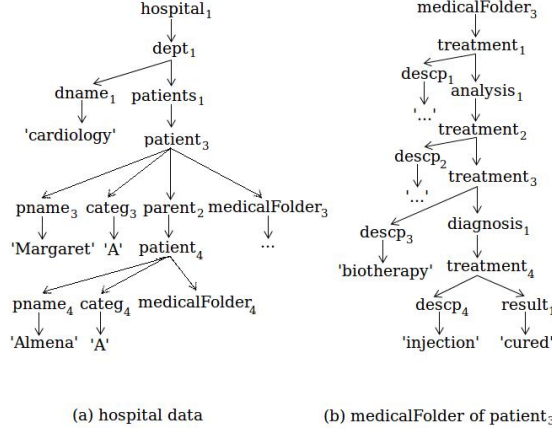 hospital1
dept1
dname1 patients1
'cardiology'
patient3
pname3 categ3 parent2 medicalFolder3
'Margaret' 'A' patient4 ...
pname4 categ4 medicalFolder4
'Almena' 'A'
(a) hospital data
medicalFolder3
treatment1
descp1 analysis1
'...' treatment2
descp2 treatment3
'...'
descp3 diagnosis1
'biotherapy' treatment4
descp4 result1
'injection' 'cured'
(b) medicalFolder of patient3